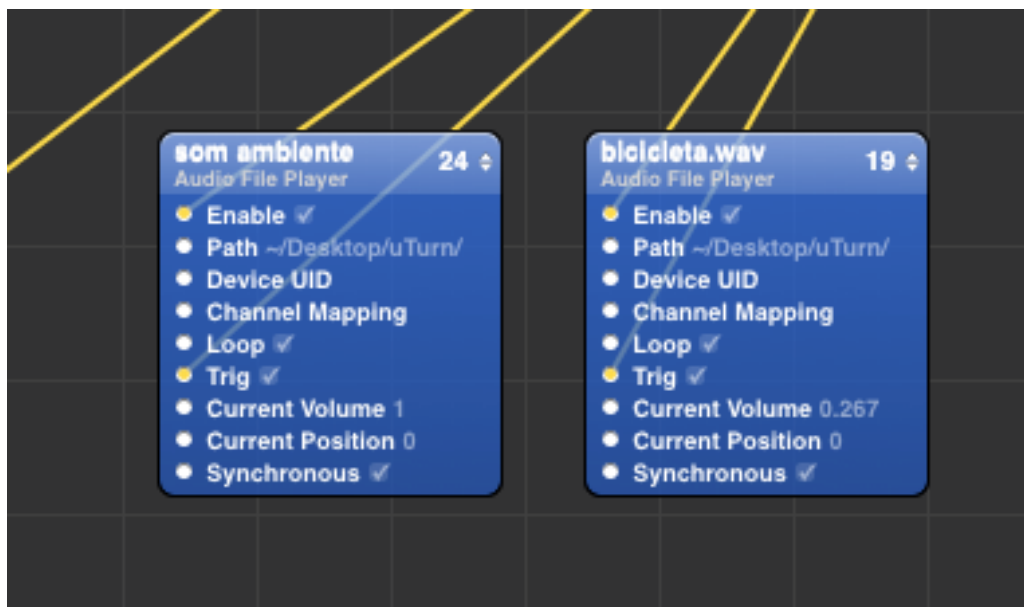 som ambiente 24
Audio File Player
Enable
Path ~/Desktop/uTurn/
Device UID
Channel Mapping
Loop
Trig
Current Volume 1
Current Position 0
Synchronous
bicicleta.wav 19
Audio File Player
Enable
Path ~/Desktop/uTurn/
Device UID
Channel Mapping
Loop
Trig
Current Volume 0.267
Current Position 0
Synchronous